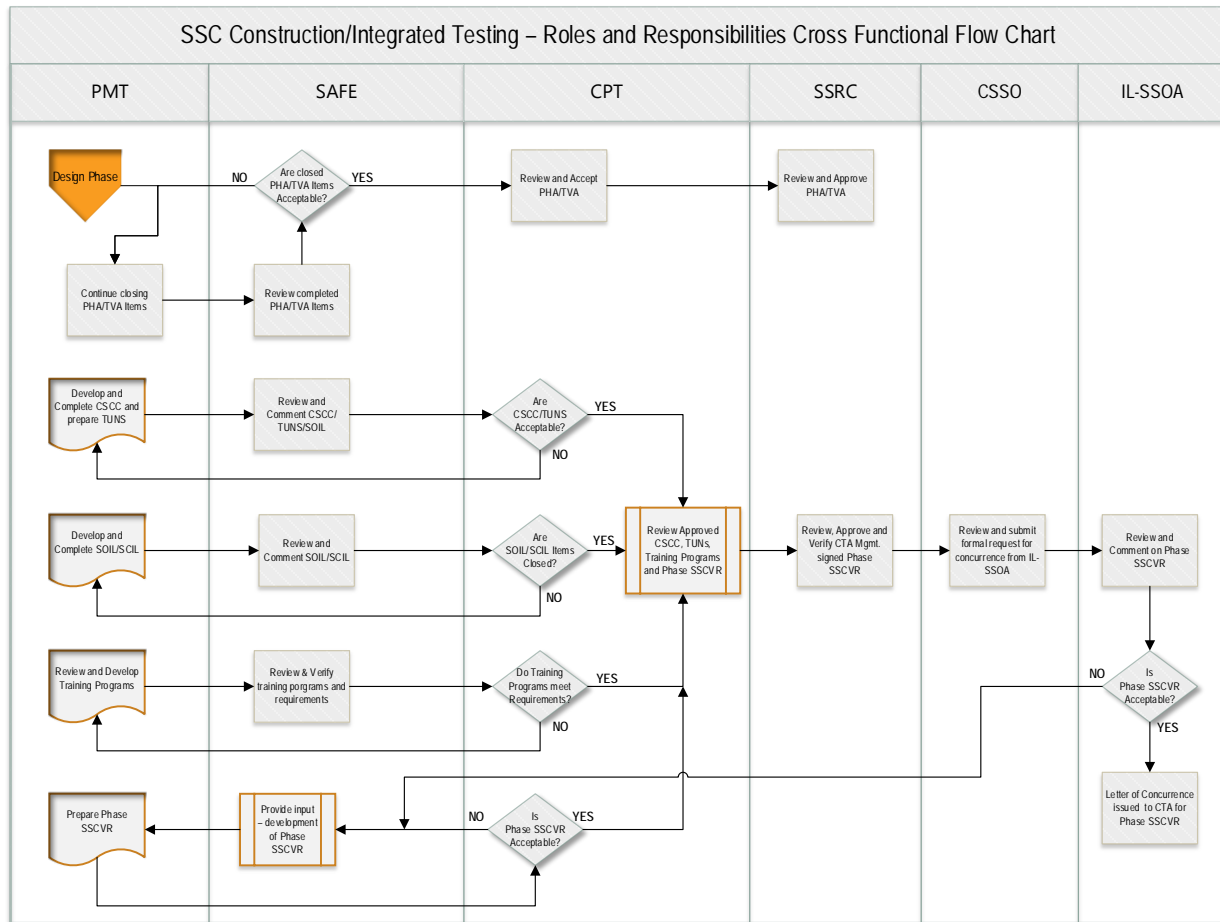 SSC Construction/Integrated Testing – Roles and Responsibilities Cross Functional Flow Chart
PMT
SAFE
CPT
SSRC
CSSO
IL-SSOA
Design Phase
NO
Are closed
PHA/TVA Items
Acceptable?
YES
Review and Accept
PHA/TVA
Review and Approve
PHA/TVA
Continue closing
PHA/TVA Items
Review completed
PHA/TVA Items
Develop and
Complete CSCC and
prepare TUNS
Review and
Comment CSCC/
TUNS/SOIL
Are
CSCC/TUNS
Acceptable?
YES
NO
Develop and
Complete SOIL/SCIL
Review and
Comment SOIL/SCIL
Are
SOIL/SCIL Items
Closed?
YES
NO
Review Approved
CSCC, TUNs,
Training Programs
and Phase SSCVR
Review, Approve and
Verify CTA Mgmt.
signed Phase
SSCVR
Review and submit
formal request for
concurrence from IL-
SSOA
Review and
Comment on Phase
SSCVR
Review and Develop
Training Programs
Review & Verify
training porgrams and
requirements
Do Training
Programs meet
Requirements?
YES
NO
NO
Is
Phase SSCVR
Acceptable?
YES
Prepare Phase
SSCVR
Provide input
– development
of Phase
SSCVR
NO
Is
Phase SSCVR
Acceptable?
YES
Letter of Concurrence
issued to CTA for
Phase SSCVR